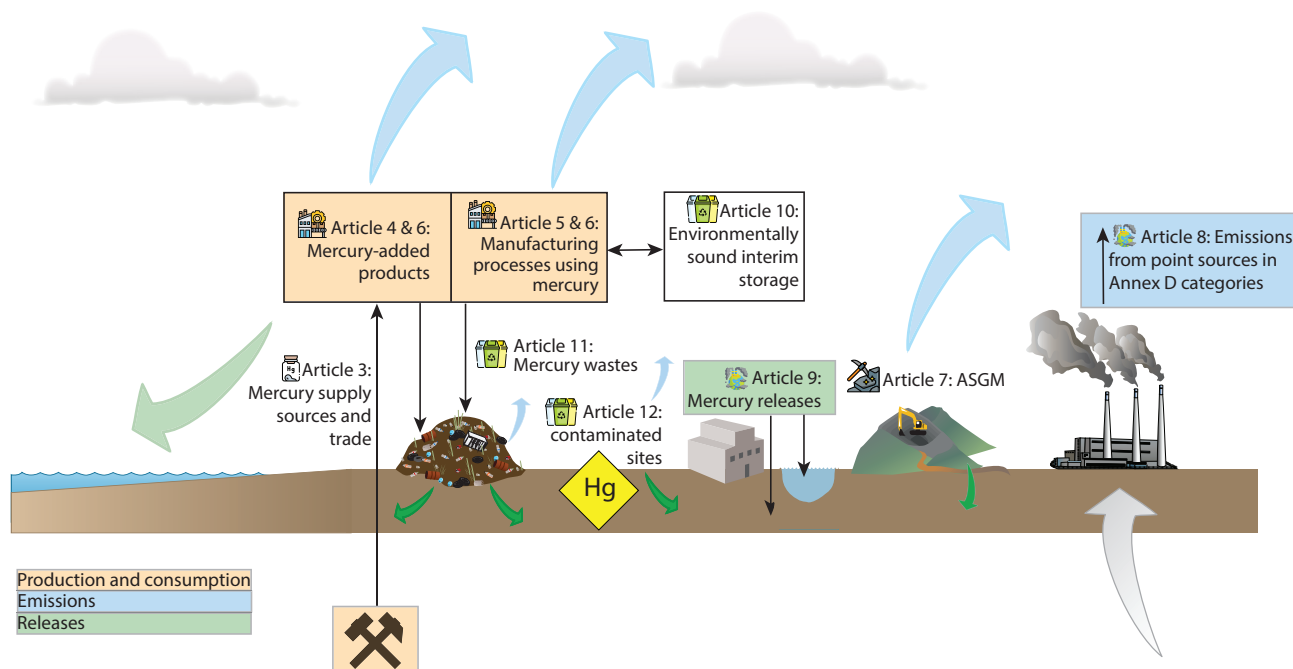 Article 4 & 6:
Mercury-added
products
Article 5 & 6:
Manufacturing
processes using
mercury
Article 10:
Environmentally
sound interim
storage
Article 8: Emissions
from point sources in
Annex D categories
Article 3:
Mercury supply
sources and
trade
Hg
Article 11:
Mercury wastes
Article 12:
contaminated
sites
Hg
Article 9:
Mercury releases
Article 7: ASGM
Production and consumption
Emissions
Releases